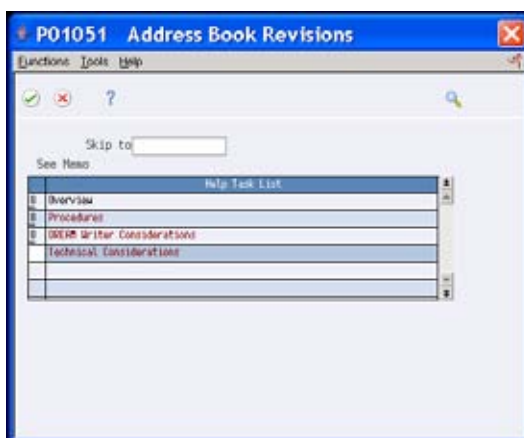 P01051 Address Book Revisions
Functions Tools Help
?
Skip to
See Memo
Help Task List
Overview
Procedures
DREAM Writer Considerations
Technical Considerations